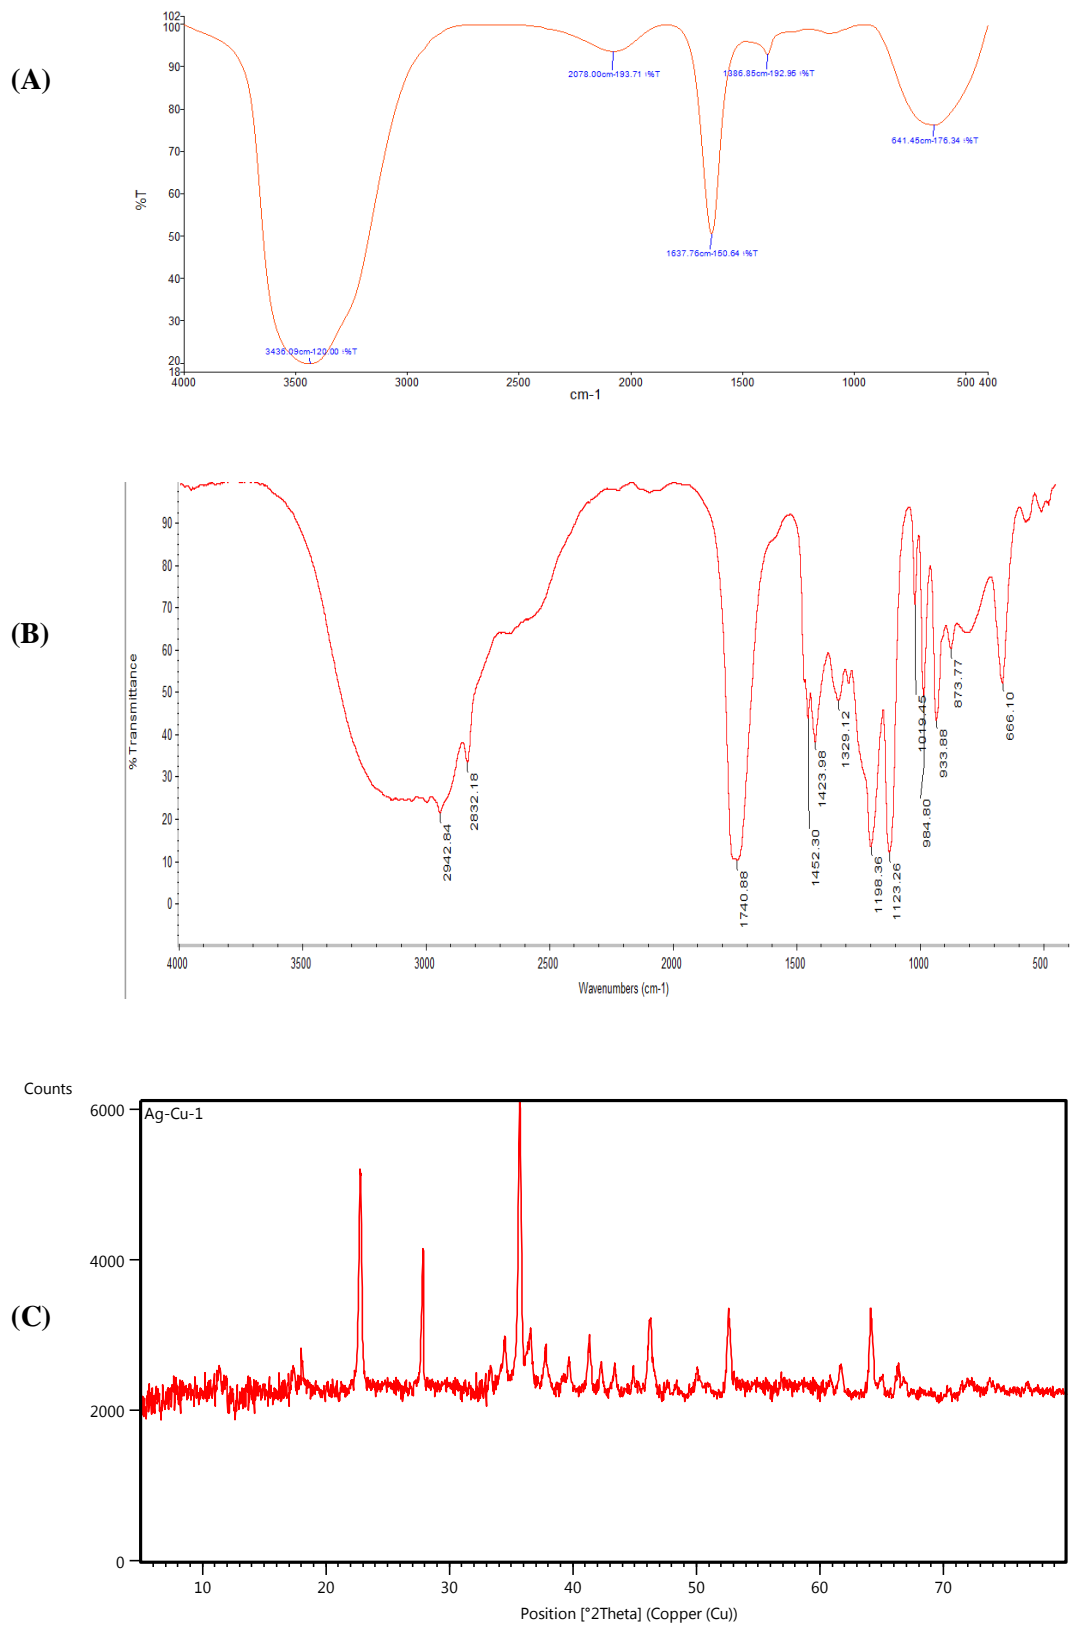 (A)
%T
102
100
90
80
70
60
50
40
30
20
18
4000 3500 3000 2500 2000 1500 1000 500 400
cm-1
3436.09cm-120.00 %T
2078.00cm-193.71 %T
1637.76cm-150.64 %T
1386.85cm-192.95 %T
641.45cm-176.34 %T
(B)
%Transmittance
90
80
70
60
50
40
30
20
10
0
4000 3500 3000 2500 2000 1500 1000 500
Wavenumbers (cm-1)
2942.84
2832.18
1740.88
1452.30
1423.98
1329.12
1198.36
1123.26
1019.45
984.80
933.88
873.77
666.10
(C)
Counts
Ag-Cu-1
6000
4000
2000
0
10 20 30 40 50 60 70
Position [°2Theta] (Copper (Cu))